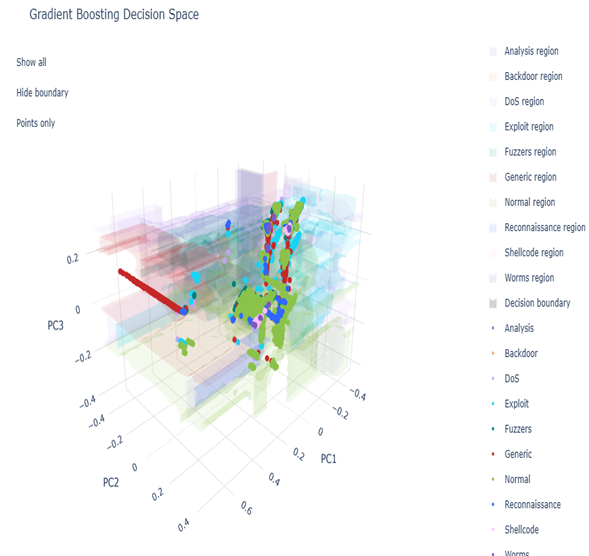 Gradient Boosting Decision Space
Show all
Hide boundary
Points only
Analysis region
Backdoor region
DoS region
Exploit region
Fuzzers region
Generic region
Normal region
Reconnaissance region
Shellcode region
Worms region
Decision boundary
Analysis
Backdoor
DoS
Exploit
Fuzzers
Generic
Normal
Reconnaissance
Shellcode
Worms
0.2
0
−0.2
−0.4
PC3
−0.4
−0.2
0
0.2
0.4
PC2
−0.4
−0.2
0
0.2
0.4
0.6
PC1